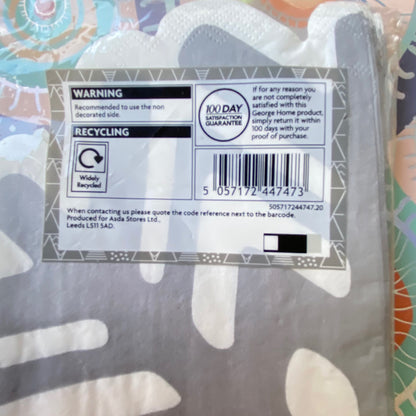 WARNING
Recommended to use the non
decorated side.
RECYCLING
Widely
Recycled
100 DAY
SATISFACTION
GUARANTEE
If for any reason you
are not completely
satisfied with this
George Home product,
simply return it within
100 days with your
proof of purchase.
5 057172 447473
505717244747.20
When contacting us please quote the code reference next to the barcode.
Produced for Asda Stores Ltd.,
Leeds LS11 5AD.